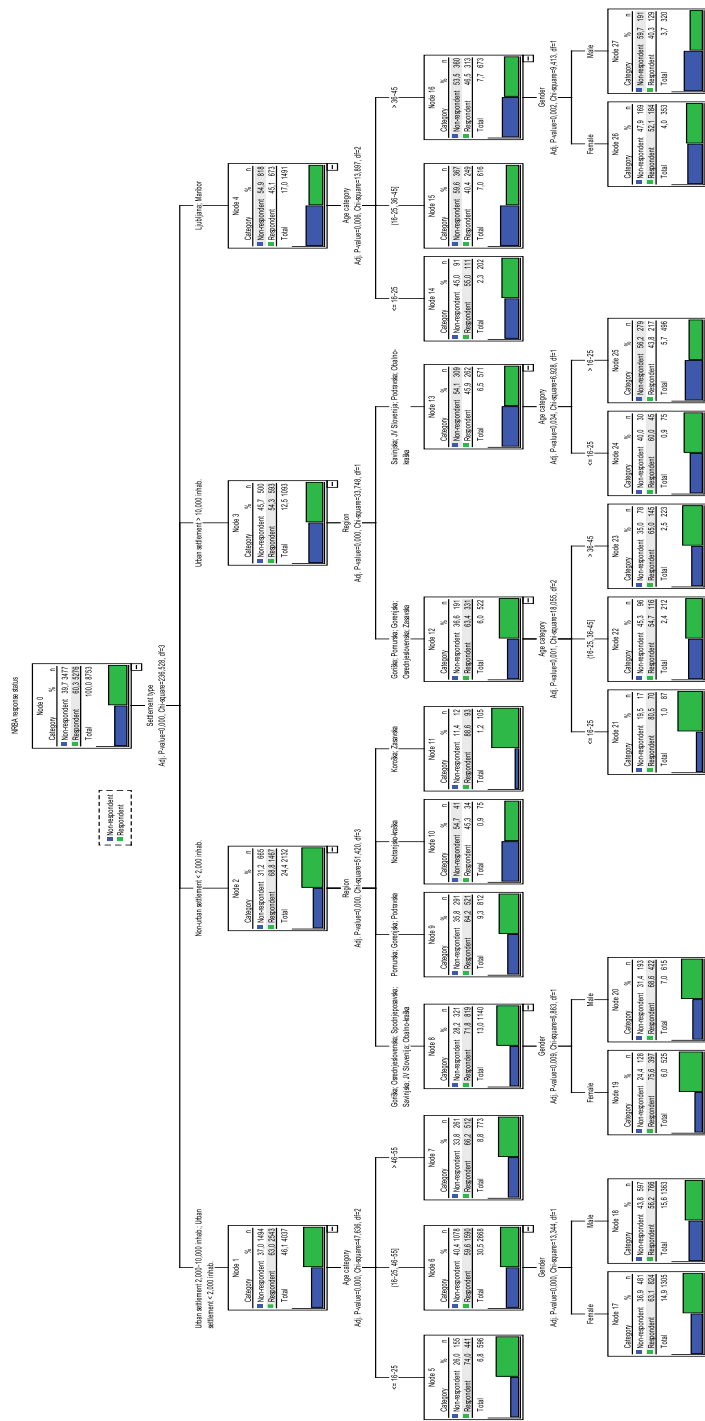 NRBA response status
Node 0
Category % n
Non-respondent 39,7 3477
Respondent 60,3 5276
Total 100,0 8753
Non-respondent
Respondent
Settlement type
Adj. P-value=0,000, Chi-square=236,528, df=3
Urban settlement 2,000-10,000 inhab.; Urban
settlement < 2,000 inhab.
Non-urban settlement < 2,000 inhab.
Urban settlement > 10,000 inhab.
Ljubljana; Maribor
Node 1
Category % n
Non-respondent 37,0 1494
Respondent 63,0 2543
Total 46,1 4037
Node 2
Category % n
Non-respondent 31,2 665
Respondent 68,8 1467
Total 24,4 2132
Node 3
Category % n
Non-respondent 45,7 500
Respondent 54,3 593
Total 12,5 1093
Node 4
Category % n
Non-respondent 54,9 818
Respondent 45,1 673
Total 17,0 1491
Age category
Adj. P-value=0,000, Chi-square=47,636, df=2
Region
Adj. P-value=0,000, Chi-square=51,420, df=3
Region
Adj. P-value=0,000, Chi-square=33,748, df=1
Age category
Adj. P-value=0,006, Chi-square=13,897, df=2
<= 16-25
(16-25, 46-55]
> 46-55
Goriška; Osrednjeslovenska; Spodnjeposavska;
Savinjska; JV Slovenija; Obalno-kraška
Pomurska; Gorenjska; Podravska
Notranjsko-kraška
Koroška; Zasavska
Goriška; Pomurska; Gorenjska;
Osrednjeslovenska; Zasavska
Savinjska; JV Slovenija; Podravska; Obalno-
kraška
<= 16-25
(16-25, 36-45]
> 36-45
Node 5
Category % n
Non-respondent 26,0 155
Respondent 74,0 441
Total 6,8 596
Node 6
Category % n
Non-respondent 40,4 1078
Respondent 59,6 1590
Total 30,5 2668
Node 7
Category % n
Non-respondent 33,8 261
Respondent 66,2 512
Total 8,8 773
Node 8
Category % n
Non-respondent 28,2 321
Respondent 71,8 819
Total 13,0 1140
Node 9
Category % n
Non-respondent 35,8 291
Respondent 64,2 521
Total 9,3 812
Node 10
Category % n
Non-respondent 54,7 41
Respondent 45,3 34
Total 0,9 75
Node 11
Category % n
Non-respondent 11,4 12
Respondent 88,6 93
Total 1,2 105
Node 12
Category % n
Non-respondent 36,6 191
Respondent 63,4 331
Total 6,0 522
Node 13
Category % n
Non-respondent 54,1 309
Respondent 45,9 262
Total 6,5 571
Node 14
Category % n
Non-respondent 45,0 91
Respondent 55,0 111
Total 2,3 202
Node 15
Category % n
Non-respondent 59,6 367
Respondent 40,4 249
Total 7,0 616
Node 16
Category % n
Non-respondent 53,5 360
Respondent 46,5 313
Total 7,7 673
Gender
Adj. P-value=0,000, Chi-square=13,344, df=1
Gender
Adj. P-value=0,009, Chi-square=6,863, df=1
Age category
Adj. P-value=0,001, Chi-square=18,055, df=2
Age category
Adj. P-value=0,034, Chi-square=6,928, df=1
Gender
Adj. P-value=0,002, Chi-square=9,413, df=1
Female
Male
Female
Male
<= 16-25
(16-25, 36-45]
> 36-45
<= 16-25
> 16-25
Female
Male
Node 17
Category % n
Non-respondent 36,9 481
Respondent 63,1 824
Total 14,9 1305
Node 18
Category % n
Non-respondent 43,8 597
Respondent 56,2 766
Total 15,6 1363
Node 19
Category % n
Non-respondent 24,4 128
Respondent 75,6 397
Total 6,0 525
Node 20
Category % n
Non-respondent 31,4 193
Respondent 68,6 422
Total 7,0 615
Node 21
Category % n
Non-respondent 19,5 17
Respondent 80,5 70
Total 1,0 87
Node 22
Category % n
Non-respondent 45,3 96
Respondent 54,7 116
Total 2,4 212
Node 23
Category % n
Non-respondent 35,0 78
Respondent 65,0 145
Total 2,5 223
Node 24
Category % n
Non-respondent 40,0 30
Respondent 60,0 45
Total 0,9 75
Node 25
Category % n
Non-respondent 56,2 279
Respondent 43,8 217
Total 5,7 496
Node 26
Category % n
Non-respondent 47,9 169
Respondent 52,1 184
Total 4,0 353
Node 27
Category % n
Non-respondent 59,7 191
Respondent 40,3 129
Total 3,7 320